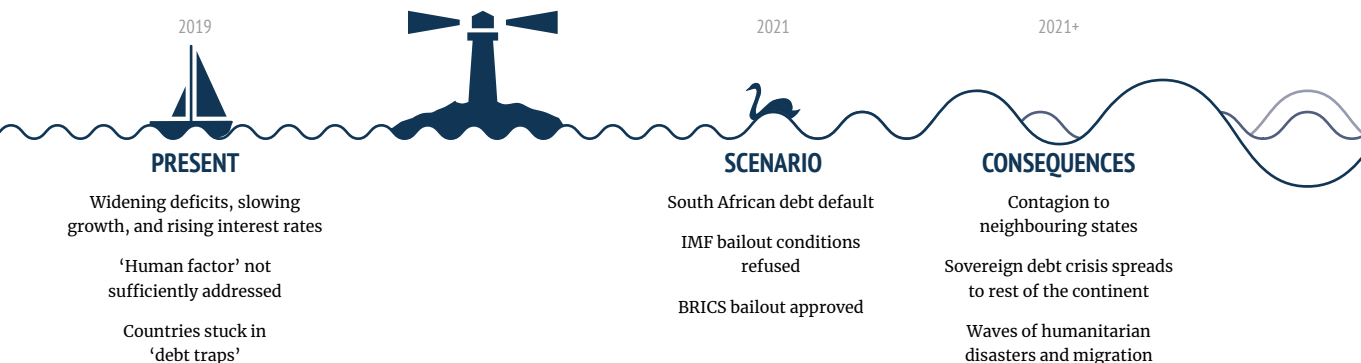 2019
2021
2021+
PRESENT
Widening deficits, slowing
growth, and rising interest rates
‘Human factor’ not
sufficiently addressed
Countries stuck in
‘debt traps’
SCENARIO
South African debt default
IMF bailout conditions
refused
BRICS bailout approved
CONSEQUENCES
Contagion to
neighbouring states
Sovereign debt crisis spreads
to rest of the continent
Waves of humanitarian
disasters and migration